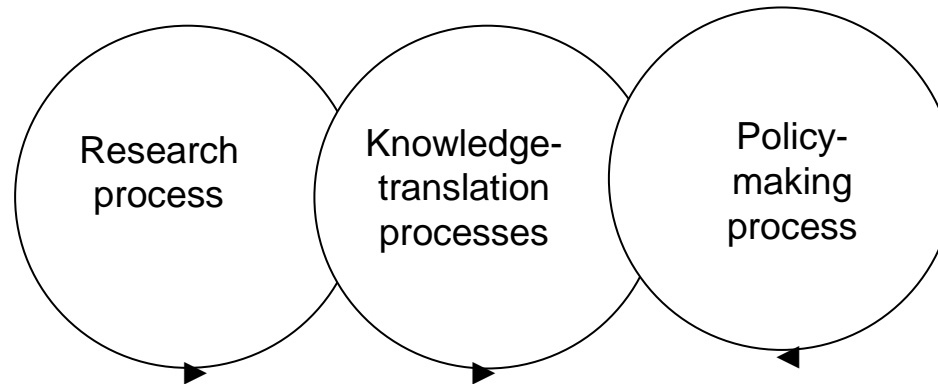 Research
process
Knowledge-
translation
processes
Policy-
making
process